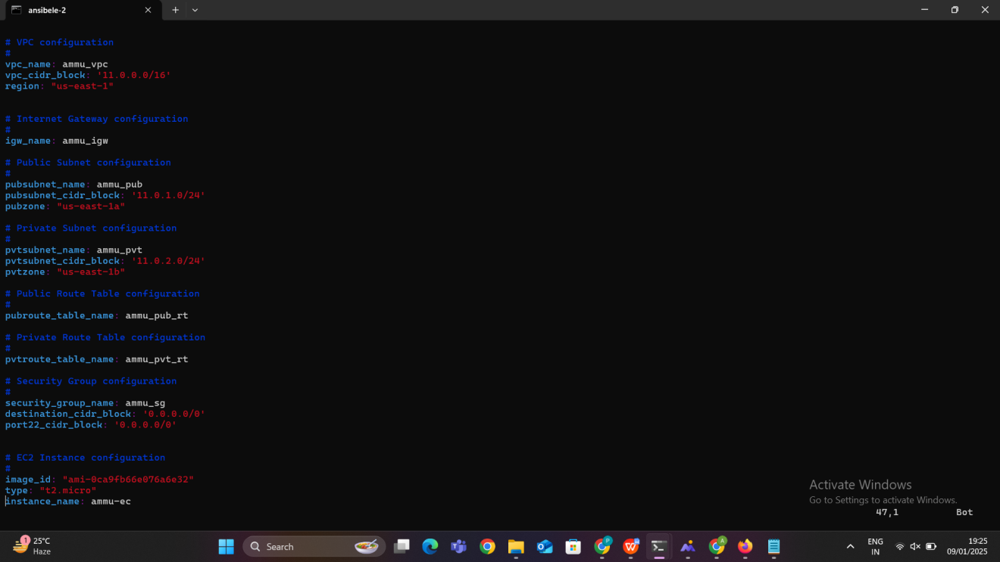 ansibele-2
# VPC configuration
#
vpc_name: ammu_vpc
vpc_cidr_block: '11.0.0.0/16'
region: "us-east-1"
# Internet Gateway configuration
#
igw_name: ammu_igw
# Public Subnet configuration
#
pubsubnet_name: ammu_pub
pubsubnet_cidr_block: '11.0.1.0/24'
pubzone: "us-east-1a"
# Private Subnet configuration
#
pvtsubnet_name: ammu_pvt
pvtsubnet_cidr_block: '11.0.2.0/24'
pvtzone: "us-east-1b"
# Public Route Table configuration
#
pubroute_table_name: ammu_pub_rt
# Private Route Table configuration
#
pvtroute_table_name: ammu_pvt_rt
# Security Group configuration
#
security_group_name: ammu_sg
destination_cidr_block: '0.0.0.0/0'
port22_cidr_block: '0.0.0.0/0'
# EC2 Instance configuration
#
image_id: "ami-0ca9fb66e076a6e32"
type: "t2.micro"
instance_name: ammu-ec
Activate Windows
Go to Settings to activate Windows.
47,1 Bot
1
25°C
Haze
Search
P
A
ENG
IN
19:25
09/01/2025